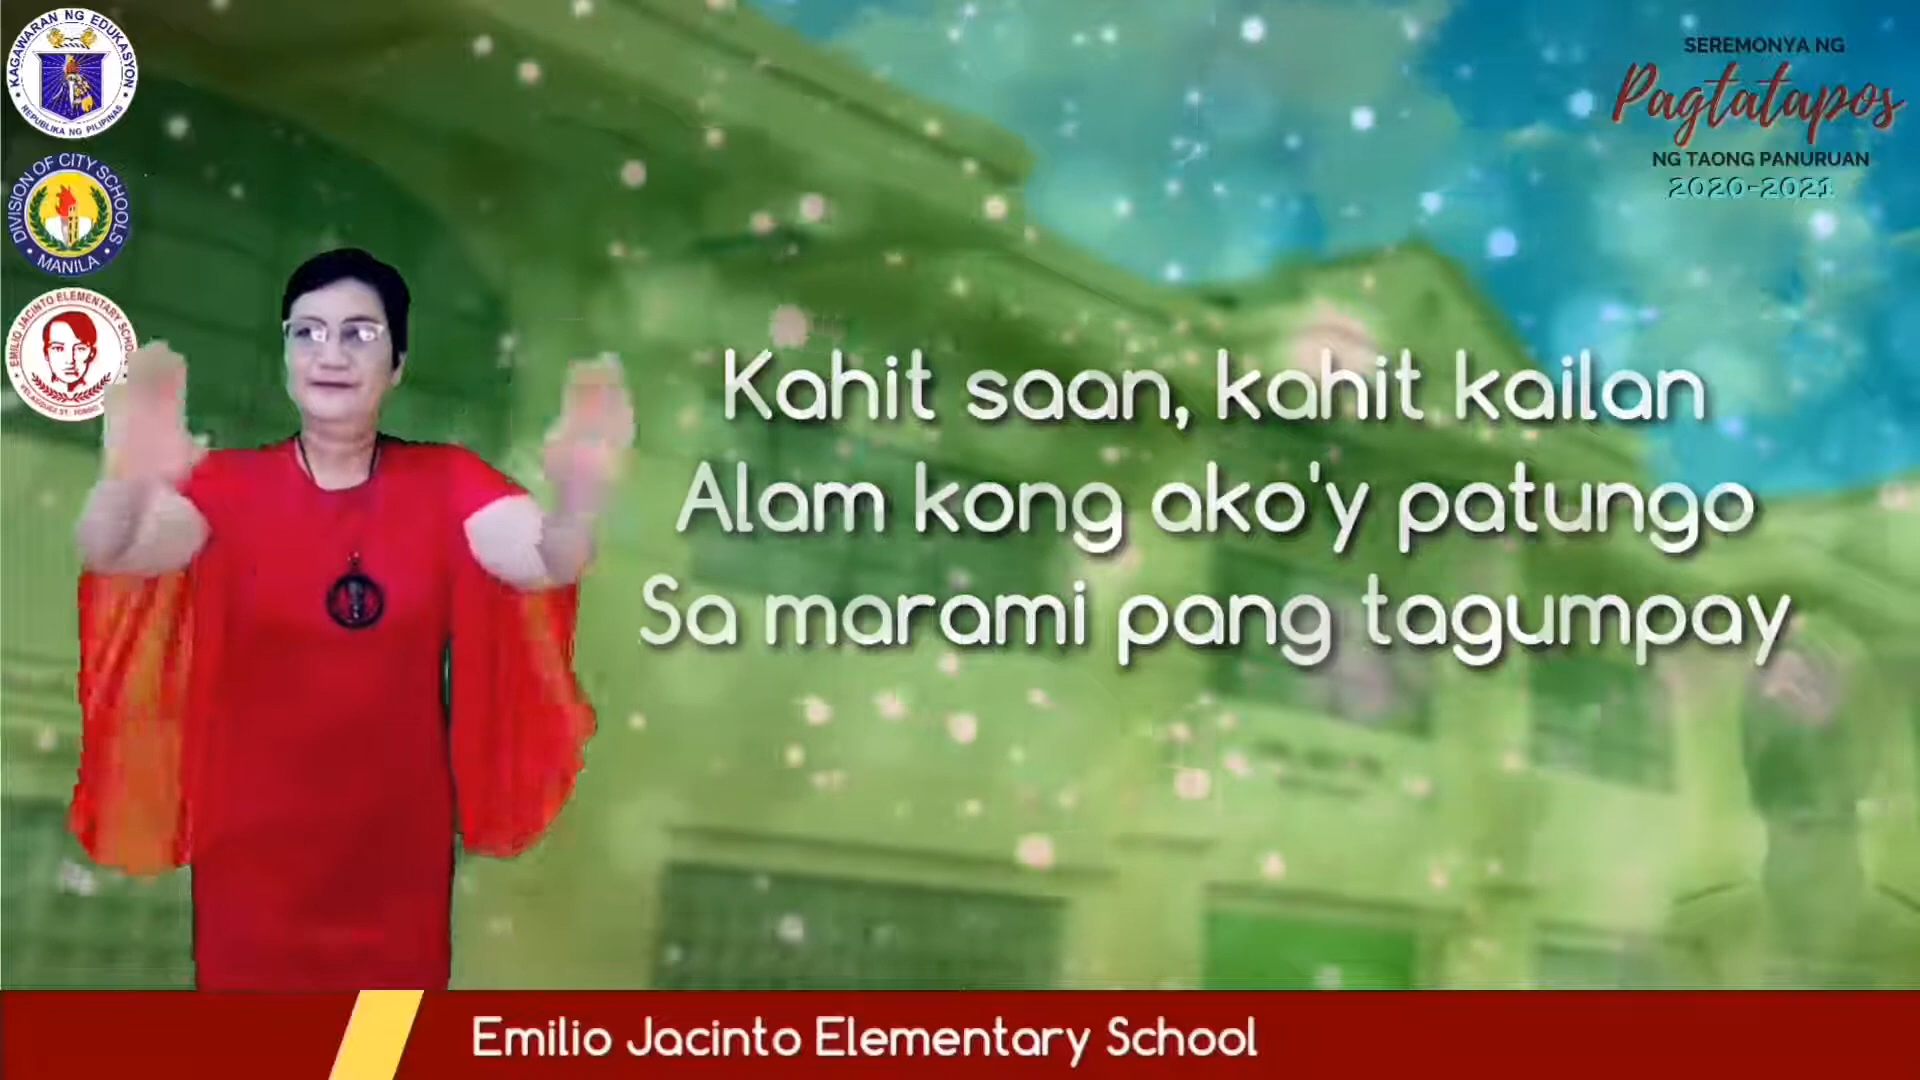 KAGAWARAN NG EDUKASYON
REPUBLIKA NG PILIPINAS
DIVISION OF CITY SCHOOLS
MANILA
EMILIO JACINTO ELEMENTARY SCHOOL
VELASQUEZ ST.
SEREMONYA NG
Pagtatapos
NG TAONG PANURUAN
2020-2021
Kahit saan, kahit kailan
Alam kong ako'y patungo
Sa marami pang tagumpay
Emilio Jacinto Elementary School